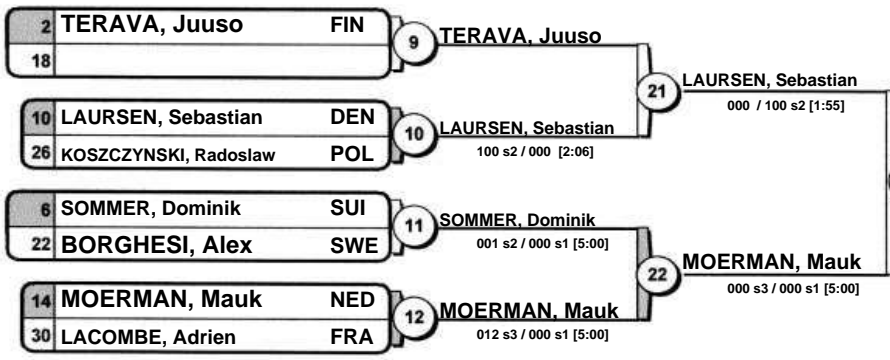 2 TERAVA, Juuso FIN
18
9
TERAVA, Juuso
10 LAURSEN, Sebastian DEN
26 KOSZCZYNSKI, Radoslaw POL
10
LAURSEN, Sebastian
100 s2 / 000 [2:06]
21
LAURSEN, Sebastian
000 / 100 s2 [1:55]
6 SOMMER, Dominik SUI
22 BORGHESI, Alex SWE
11
SOMMER, Dominik
001 s2 / 000 s1 [5:00]
14 MOERMAN, Mauk NED
30 LACOMBE, Adrien FRA
12
MOERMAN, Mauk
012 s3 / 000 s1 [5:00]
22
MOERMAN, Mauk
000 s3 / 000 s1 [5:00]